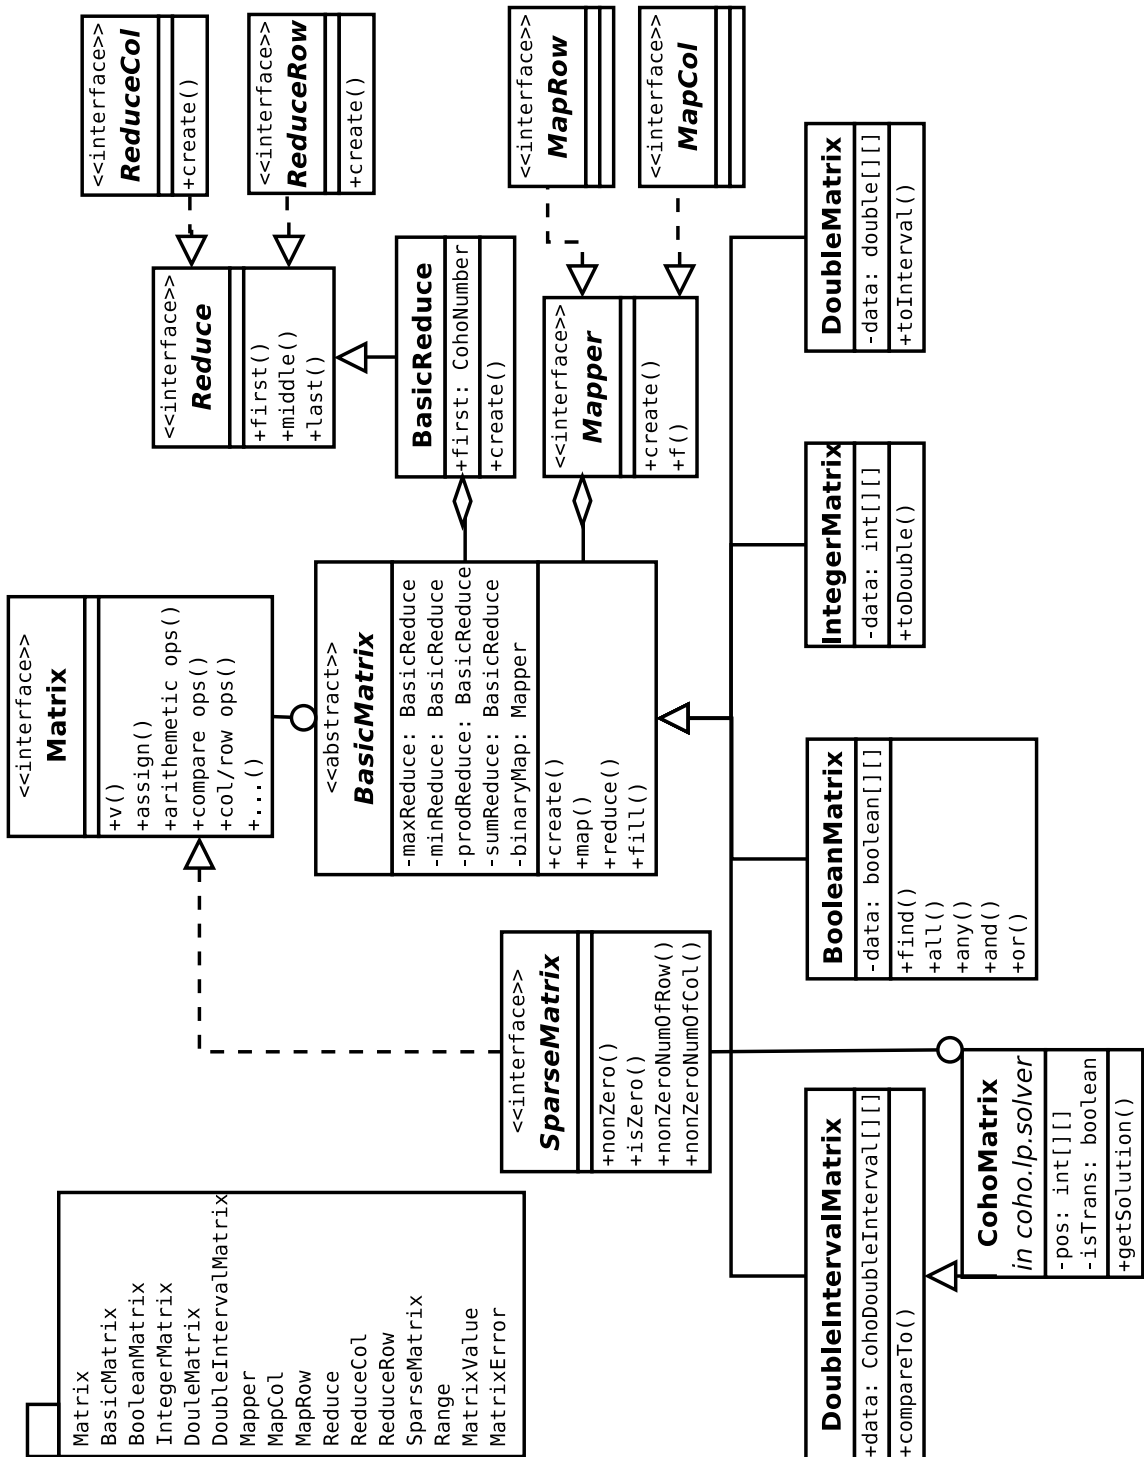 Matrix
BasicMatrix
BooleanMatrix
IntegerMatrix
DouleMatrix
DoubleIntervalMatrix
Mapper
MapCol
MapRow
Reduce
ReduceCol
ReduceRow
SparseMatrix
Range
MatrixValue
MatrixError
<<interface>>
Matrix
+v()
+assign()
+arithemetic ops()
+compare ops()
+col/row ops()
+...()
<<interface>>
ReduceCol
+create()
<<interface>>
ReduceRow
+create()
<<interface>>
Reduce
+first()
+middle()
+last()
BasicReduce
+first: CohoNumber
+create()
<<interface>>
MapRow
<<interface>>
MapCol
<<interface>>
Mapper
+create()
+f()
<<abstract>>
BasicMatrix
-maxReduce: BasicReduce
-minReduce: BasicReduce
-prodReduce: BasicReduce
-sumReduce: BasicReduce
-binaryMap: Mapper
+create()
+map()
+reduce()
+fill()
<<interface>>
SparseMatrix
+nonZero()
+isZero()
+nonZeroNumOfRow()
+nonZeroNumOfCol()
DoubleIntervalMatrix
+data: CohoDoubleInterval[][]
+compareTo()
BooleanMatrix
-data: boolean[][]
+find()
+all()
+any()
+and()
+or()
IntegerMatrix
-data: int[][]
+toDouble()
DoubleMatrix
-data: double[][]
+toInterval()
CohoMatrix
in coho.lp.solver
-pos: int[][]
-isTrans: boolean
+getSolution()